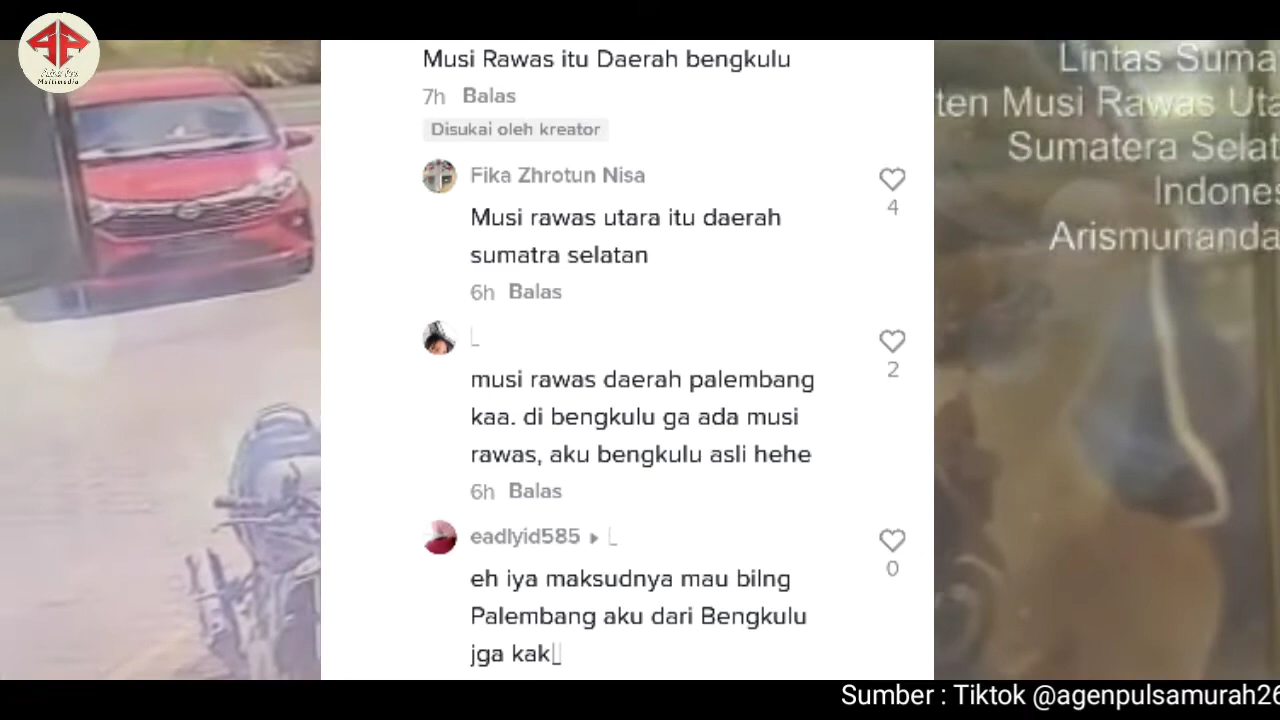 Musi Rawas itu Daerah bengkulu
7h Balas
Disukai oleh kreator
Fika Zhrotun Nisa
Musi rawas utara itu daerah
sumatra selatan
4
6h Balas
musi rawas daerah palembang
kaa. di bengkulu ga ada musi
rawas, aku bengkulu asli hehe
2
6h Balas
eadlyid585
eh iya maksudnya mau bilng
Palembang aku dari Bengkulu
jga kak
0
Lintas Suma
ten Musi Rawas Uta
Sumatera Selat
Indones
Arismunanda
Sumber : Tiktok @agenpulsamurah26